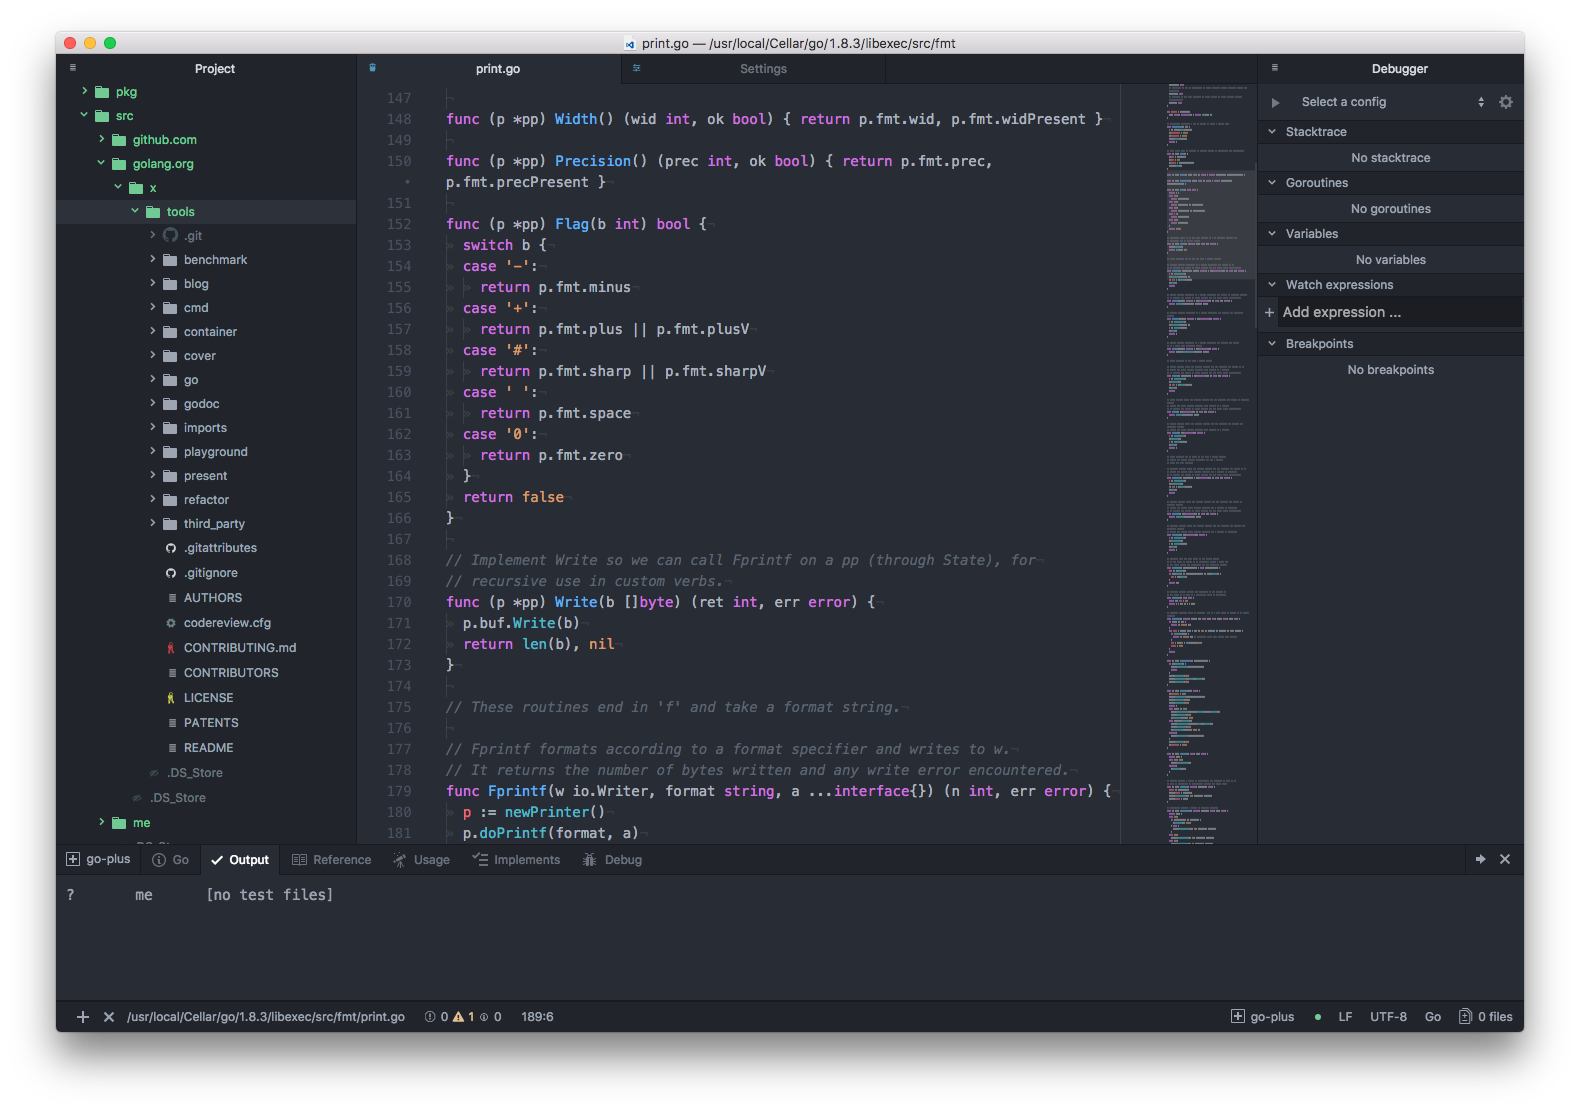 print.go — /usr/local/Cellar/go/1.8.3/libexec/src/fmt
Project
pkg
src
github.com
golang.org
x
tools
.git
benchmark
blog
cmd
container
cover
go
godoc
imports
playground
present
refactor
third_party
.gitattributes
.gitignore
AUTHORS
codereview.cfg
CONTRIBUTING.md
CONTRIBUTORS
LICENSE
PATENTS
README
.DS_Store
.DS_Store
me
print.go
Settings
147
148 func (p *pp) Width() (wid int, ok bool) { return p.fmt.wid, p.fmt.widPresent }
149
150 func (p *pp) Precision() (prec int, ok bool) { return p.fmt.prec,
• p.fmt.precPresent }
151
152 func (p *pp) Flag(b int) bool {
153 switch b {
154 case '-':
155 return p.fmt.minus
156 case '+':
157 return p.fmt.plus || p.fmt.plusV
158 case '#':
159 return p.fmt.sharp || p.fmt.sharpV
160 case ' ':
161 return p.fmt.space
162 case '0':
163 return p.fmt.zero
164 }
165 return false
166 }
167
168 // Implement Write so we can call Fprintf on a pp (through State), for
169 // recursive use in custom verbs.
170 func (p *pp) Write(b []byte) (ret int, err error) {
171 p.buf.Write(b)
172 return len(b), nil
173 }
174
175 // These routines end in 'f' and take a format string.
176
177 // Fprintf formats according to a format specifier and writes to w.
178 // It returns the number of bytes written and any write error encountered.
179 func Fprintf(w io.Writer, format string, a ...interface{}) (n int, err error) {
180 p := newPrinter()
181 p.doPrintf(format, a)
Debugger
Select a config
Stacktrace
No stacktrace
Goroutines
No goroutines
Variables
No variables
Watch expressions
+ Add expression ...
Breakpoints
No breakpoints
go-plus Go Output Reference Usage Implements Debug
? me [no test files]
/usr/local/Cellar/go/1.8.3/libexec/src/fmt/print.go 0 1 0 189:6 go-plus LF UTF-8 Go 0 files